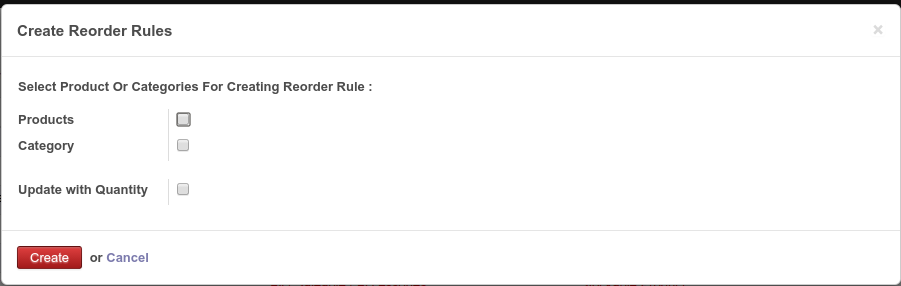 Create Reorder Rules ×
Select Product Or Categories For Creating Reorder Rule :
Products
Category
Update with Quantity
Create or Cancel